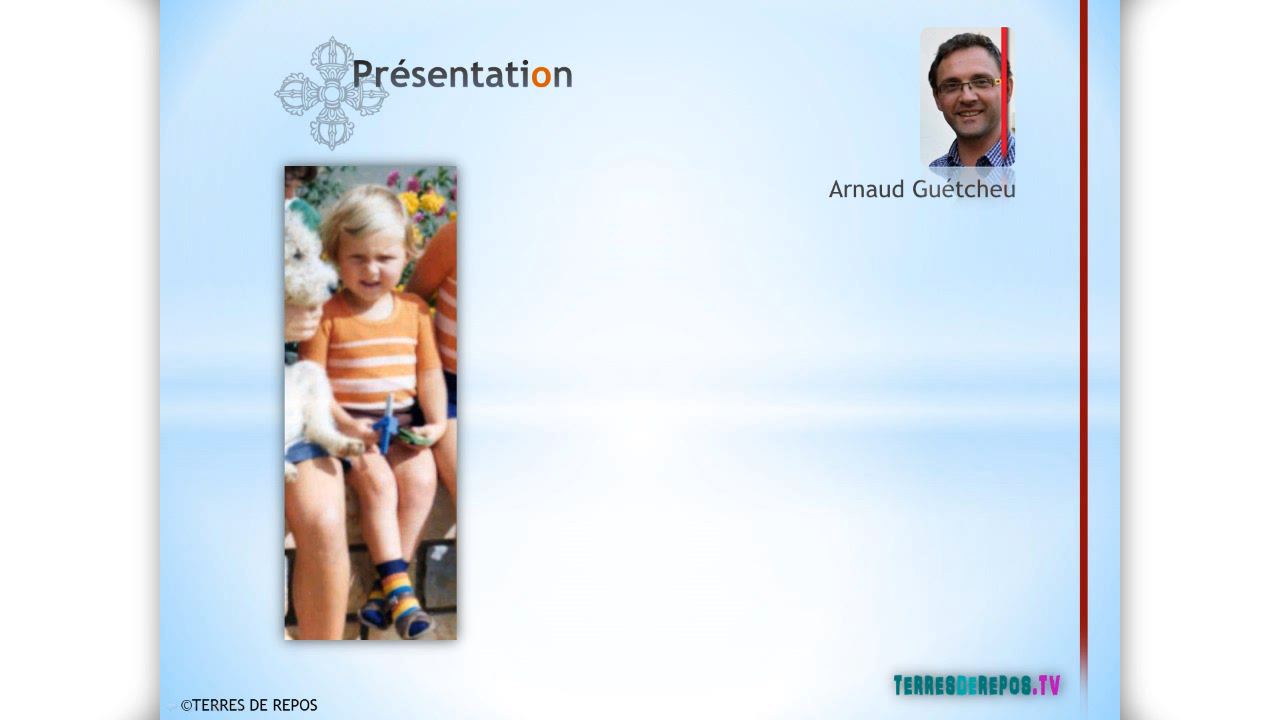 Présentation
Arnaud Guétcheu
TERRESDEREPOS.TV
©TERRES DE REPOS